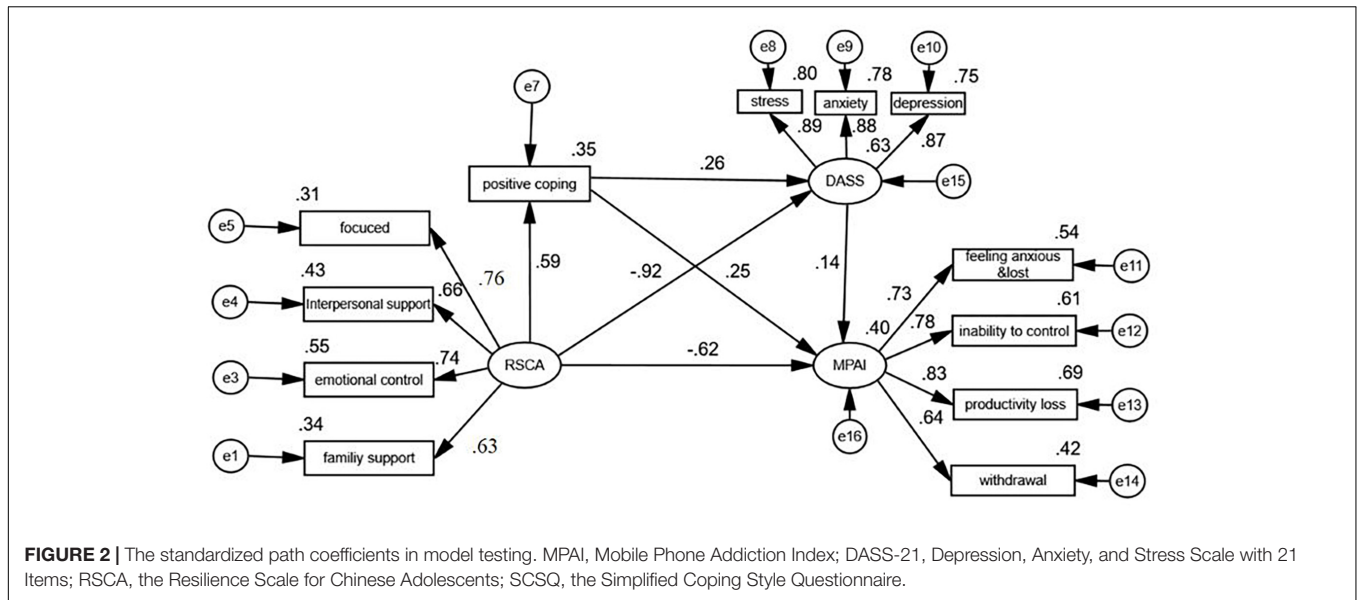 e8
e9
e10
.80
.78
.75
stress
anxiety
depression
e7
.89
.88
.63
.87
.35
.26
positive coping
DASS
e15
.31
e5
focuced
.43
e4
Interpersonal support
.66
.76
.59
-.92
.25
.14
.54
feeling anxious
&lost
e11
.73
.61
.40
.78
inability to control
e12
.55
e3
emotional control
.74
RSCA
-.62
MPAI
.83
.69
productivity loss
e13
.64
.34
e1
familiy support
.63
e16
.42
withdrawal
e14
FIGURE 2 | The standardized path coefficients in model testing. MPAI, Mobile Phone Addiction Index; DASS-21, Depression, Anxiety, and Stress Scale with 21
Items; RSCA, the Resilience Scale for Chinese Adolescents; SCSQ, the Simplified Coping Style Questionnaire.